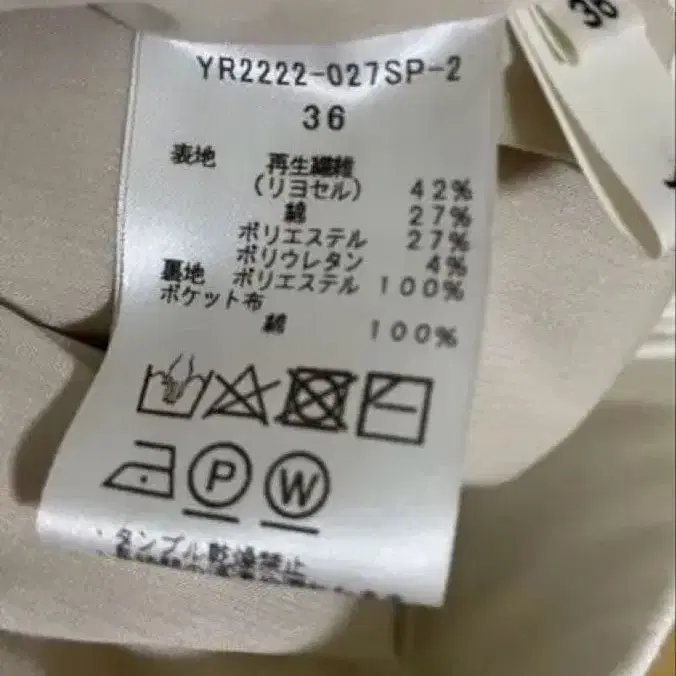 YR2222-027SP-2
36
表地 再生繊維
(リヨセル) 42%
綿 27%
ポリエステル 27%
ポリウレタン 4%
裏地 ポリエステル 100%
ポケット布
綿 100%
P W
タンブル乾燥禁止